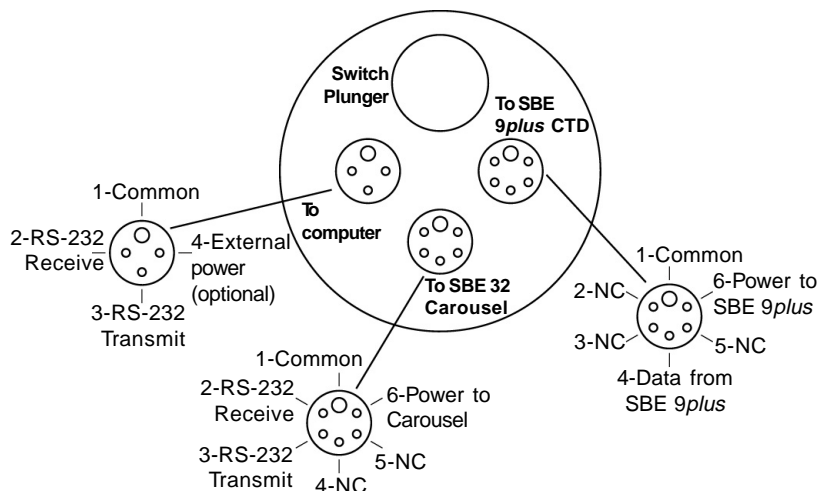 Switch
Plunger
To SBE
9plus CTD
To
computer
To SBE 32
Carousel
1-Common
2-RS-232
Receive
3-RS-232
Transmit
4-External
power
(optional)
1-Common
2-RS-232
Receive
3-RS-232
Transmit
4-NC
5-NC
6-Power to
Carousel
1-Common
2-NC
3-NC
4-Data from
SBE 9plus
5-NC
6-Power to
SBE 9plus